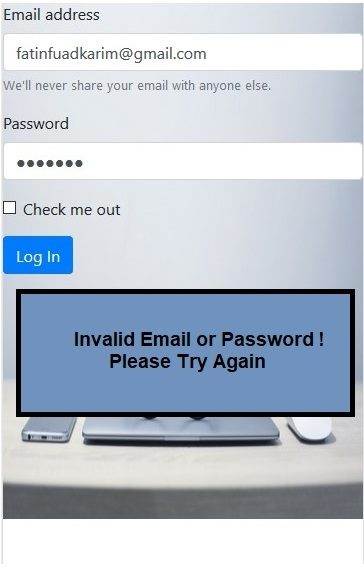 Email address
fatinfuadkarim@gmail.com
We'll never share your email with anyone else.
Password
•••••••
Check me out
Log In
Invalid Email or Password !
Please Try Again